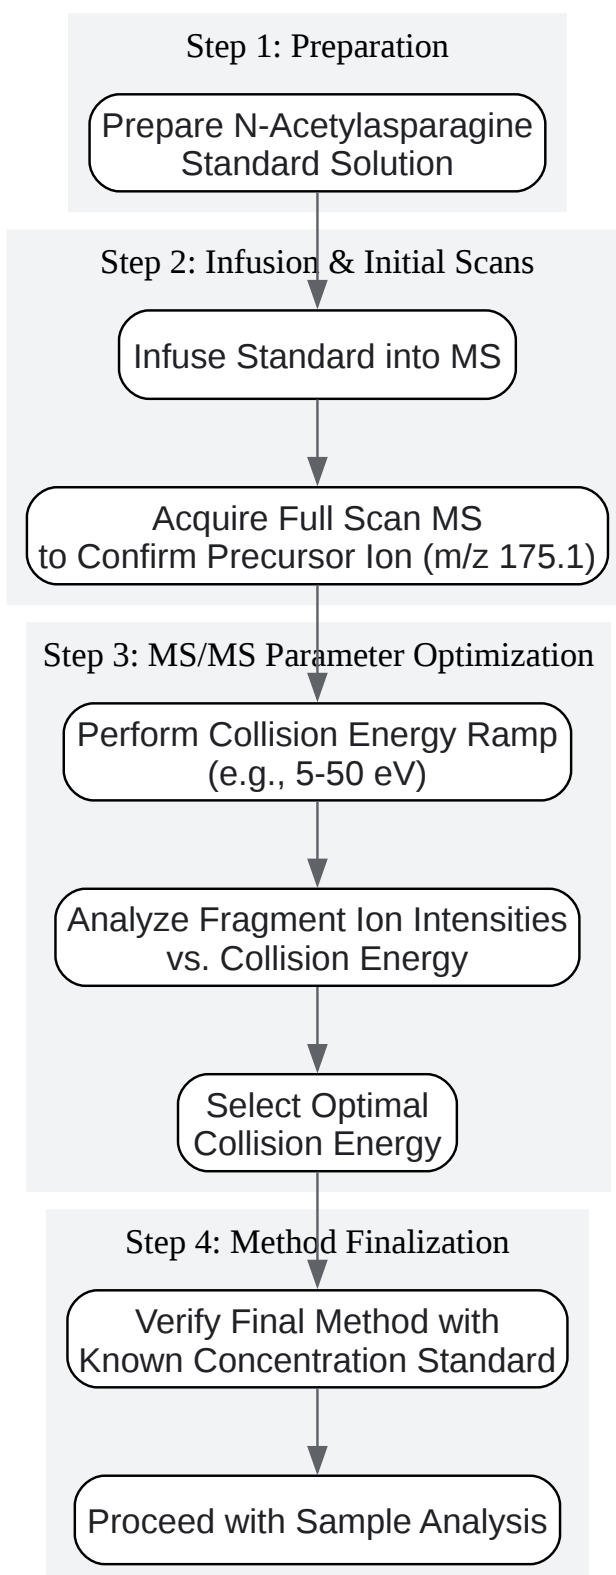 Step 1: Preparation
Prepare N-Acetylasparagine
Standard Solution
Step 2: Infusion & Initial Scans
Infuse Standard into MS
Acquire Full Scan MS
to Confirm Precursor Ion (m/z 175.1)
Step 3: MS/MS Parameter Optimization
Perform Collision Energy Ramp
(e.g., 5-50 eV)
Analyze Fragment Ion Intensities
vs. Collision Energy
Select Optimal
Collision Energy
Step 4: Method Finalization
Verify Final Method with
Known Concentration Standard
Proceed with Sample Analysis